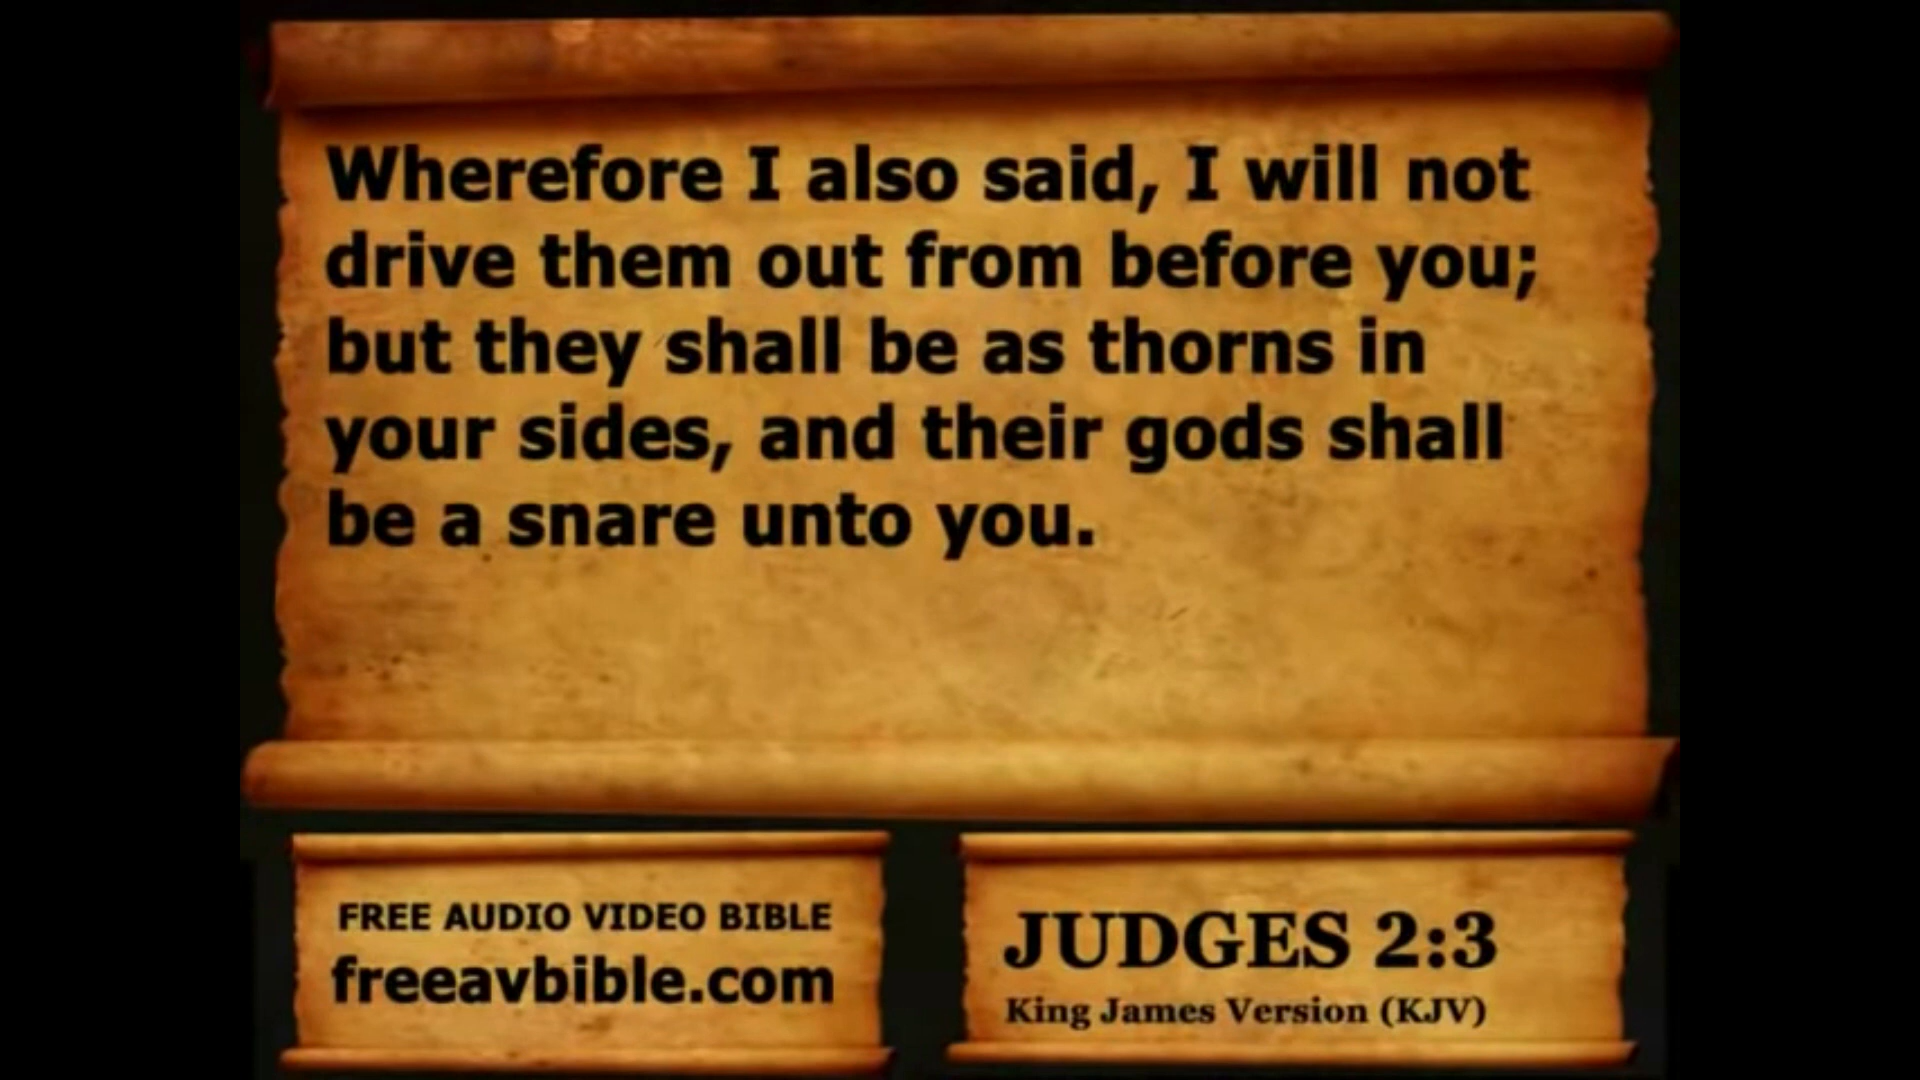 Wherefore I also said, I will not
drive them out from before you;
but they shall be as thorns in
your sides, and their gods shall
be a snare unto you.
FREE AUDIO VIDEO BIBLE
freeavbible.com
JUDGES 2:3
King James Version (KJV)